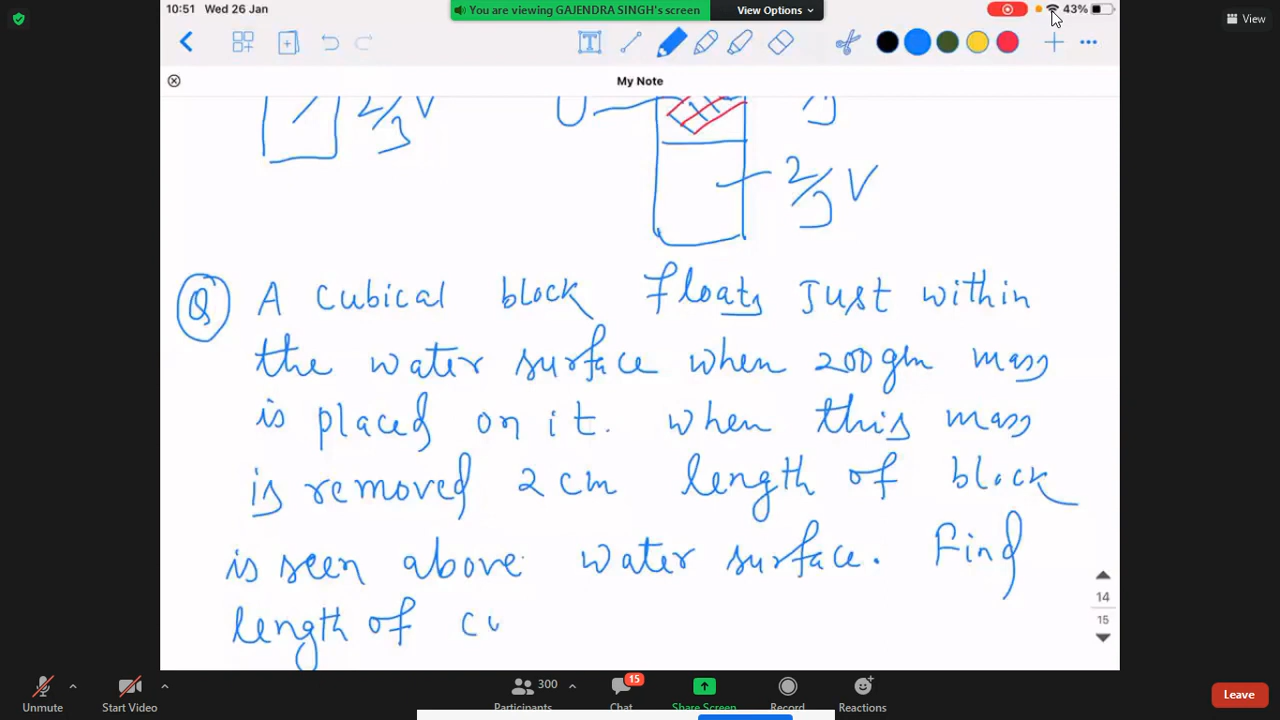 10:51 Wed 26 Jan
You are viewing GAJENDRA SINGH's screen
View Options
43%
View
My Note
2/3 V
2/3 V
Q A cubical block floats Just within
the water surface when 200gm mass
is placed on it. when this mass
is removed 2 cm length of block
is seen above water surface. Find
length of cu
14
15
Unmute
Start Video
300
Participants
15
Chat
Share Screen
Record
Reactions
Leave